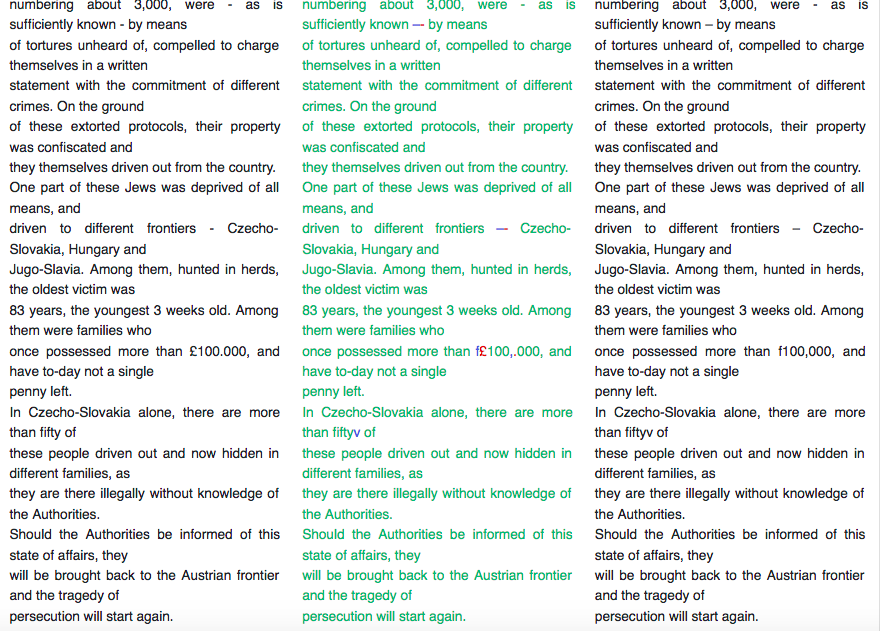 numbering about 3,000, were - as is
sufficiently known - by means
of tortures unheard of, compelled to charge
themselves in a written
statement with the commitment of different
crimes. On the ground
of these extorted protocols, their property
was confiscated and
they themselves driven out from the country.
One part of these Jews was deprived of all
means, and
driven to different frontiers - Czecho-
Slovakia, Hungary and
Jugo-Slavia. Among them, hunted in herds,
the oldest victim was
83 years, the youngest 3 weeks old. Among
them were families who
once possessed more than £100.000, and
have to-day not a single
penny left.
In Czecho-Slovakia alone, there are more
than fifty of
these people driven out and now hidden in
different families, as
they are there illegally without knowledge of
the Authorities.
Should the Authorities be informed of this
state of affairs, they
will be brought back to the Austrian frontier
and the tragedy of
persecution will start again.
numbering about 3,000, were - as is
sufficiently known –- by means
of tortures unheard of, compelled to charge
themselves in a written
statement with the commitment of different
crimes. On the ground
of these extorted protocols, their property
was confiscated and
they themselves driven out from the country.
One part of these Jews was deprived of all
means, and
driven to different frontiers –- Czecho-
Slovakia, Hungary and
Jugo-Slavia. Among them, hunted in herds,
the oldest victim was
83 years, the youngest 3 weeks old. Among
them were families who
once possessed more than f£100,.000, and
have to-day not a single
penny left.
In Czecho-Slovakia alone, there are more
than fiftyv of
these people driven out and now hidden in
different families, as
they are there illegally without knowledge of
the Authorities.
Should the Authorities be informed of this
state of affairs, they
will be brought back to the Austrian frontier
and the tragedy of
persecution will start again.
numbering about 3,000, were - as is
sufficiently known – by means
of tortures unheard of, compelled to charge
themselves in a written
statement with the commitment of different
crimes. On the ground
of these extorted protocols, their property
was confiscated and
they themselves driven out from the country.
One part of these Jews was deprived of all
means, and
driven to different frontiers – Czecho-
Slovakia, Hungary and
Jugo-Slavia. Among them, hunted in herds,
the oldest victim was
83 years, the youngest 3 weeks old. Among
them were families who
once possessed more than f100,000, and
have to-day not a single
penny left.
In Czecho-Slovakia alone, there are more
than fiftyv of
these people driven out and now hidden in
different families, as
they are there illegally without knowledge of
the Authorities.
Should the Authorities be informed of this
state of affairs, they
will be brought back to the Austrian frontier
and the tragedy of
persecution will start again.